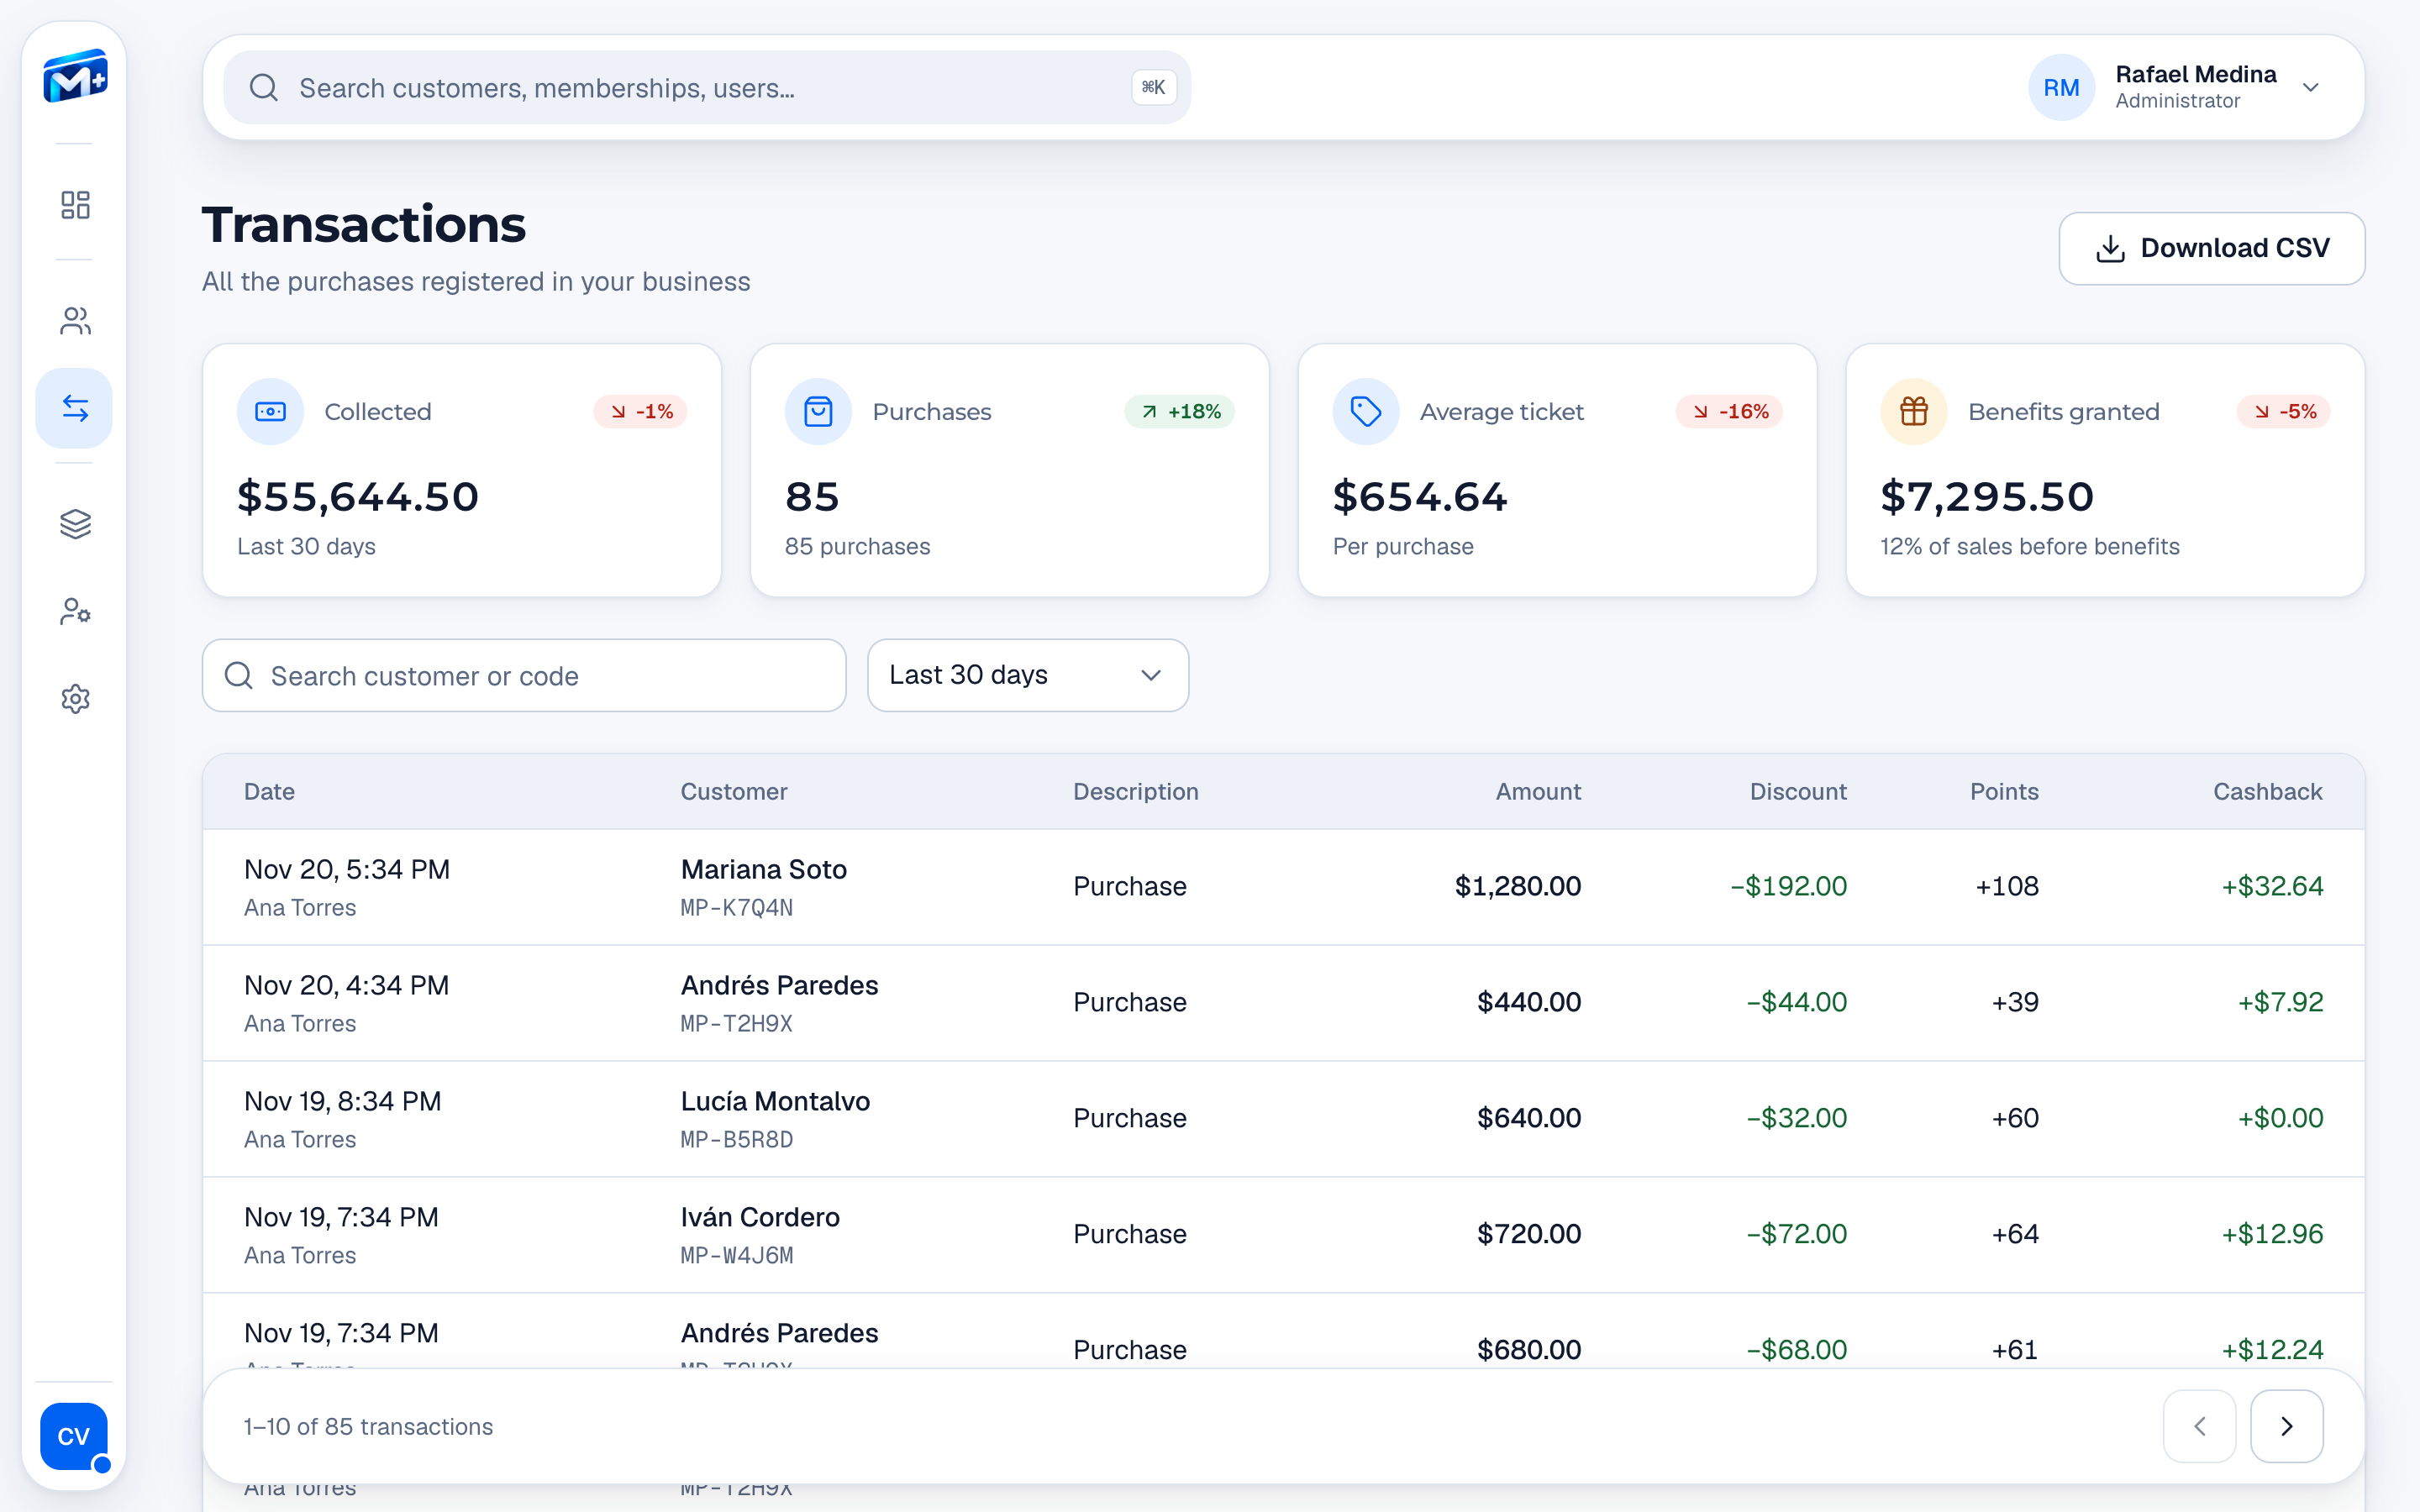 M+
Search customers, memberships, users...
⌘K
RM
Rafael Medina
Administrator
Transactions
All the purchases registered in your business
Download CSV
Collected
-1%
$55,644.50
Last 30 days
Purchases
+18%
85
85 purchases
Average ticket
-16%
$654.64
Per purchase
Benefits granted
-5%
$7,295.50
12% of sales before benefits
Search customer or code
Last 30 days
Date Customer Description Amount Discount Points Cashback
Nov 20, 5:34 PM Mariana Soto Purchase $1,280.00 −$192.00 +108 +$32.64
Ana Torres MP-K7Q4N
Nov 20, 4:34 PM Andrés Paredes Purchase $440.00 −$44.00 +39 +$7.92
Ana Torres MP-T2H9X
Nov 19, 8:34 PM Lucía Montalvo Purchase $640.00 −$32.00 +60 +$0.00
Ana Torres MP-B5R8D
Nov 19, 7:34 PM Iván Cordero Purchase $720.00 −$72.00 +64 +$12.96
Ana Torres MP-W4J6M
Nov 19, 7:34 PM Andrés Paredes Purchase $680.00 −$68.00 +61 +$12.24
Ana Torres MP-T2H9X
1–10 of 85 transactions
Ana Torres MP-T2H9X
CV